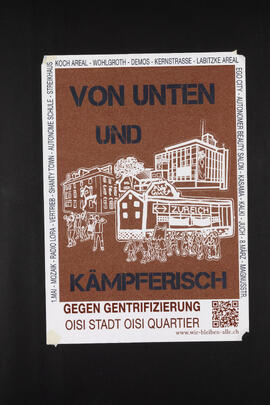 KOCH AREAL - WOHLGROTH - DEMOS - KERNSTRASSE - LABITZKE AREAL
EGO CITY - AUTONOMER BEAUTY SALON - KASAMA - KALKI - JUCH - 8.MÄRZ - MAGNUSSTR.
1.MAI - MOZAIK - RADIO LORA - VERTRIEB - SHANTY TOWN - AUTONOME SCHULE - STREIKHAUS
VON UNTEN
UND
ZUREICH
KÄMPFERISCH
GEGEN GENTRIFIZIERUNG
OISI STADT OISI QUARTIER
www.wir-bleiben-alle.ch